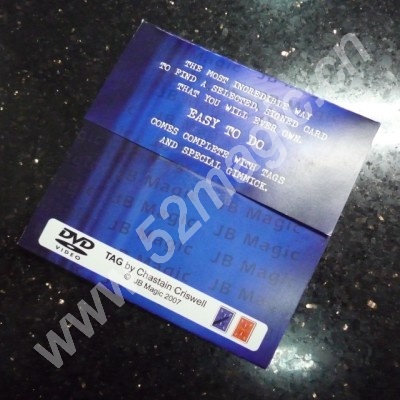 THE MOST INCREDIBLE WAY
TO FIND A SELECTED, SIGNED CARD
THAT YOU WILL EVER OWN.
EASY TO DO
COMES COMPLETE WITH TAGS
AND SPECIAL GIMMICK.
JB Magic
Magic
JB Magic
JB Magic
JB Magic
DVD
VIDEO
TAG by Chastain Criswell
© JB Magic 2007
www.52magic.cn